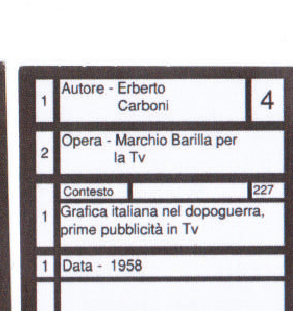 1 Autore - Erberto 4
Carboni
2 Opera - Marchio Barilla per
la Tv
Contesto 227
1 Grafica italiana nel dopoguerra,
prime pubblicità in Tv
1 Data - 1958